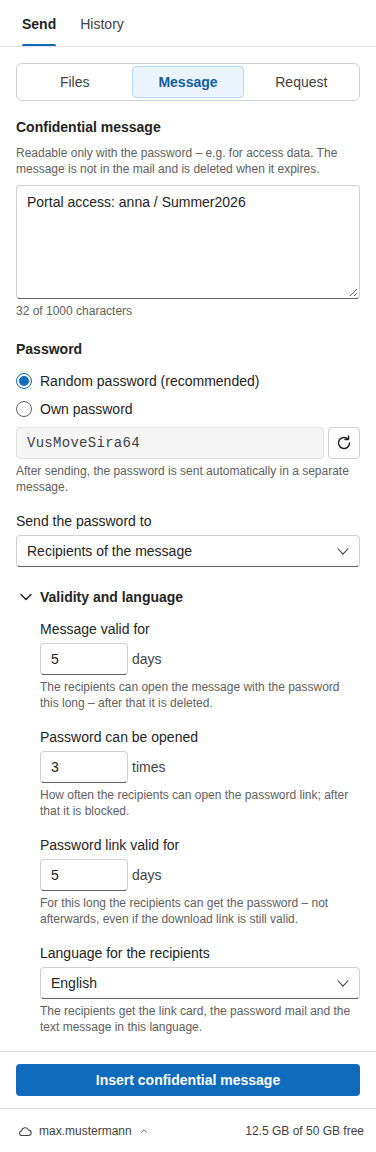 Send History
Files Message Request
Confidential message
Readable only with the password – e.g. for access data. The
message is not in the mail and is deleted when it expires.
Portal access: anna / Summer2026
32 of 1000 characters
Password
Random password (recommended)
Own password
VusMoveSira64
After sending, the password is sent automatically in a separate
message.
Send the password to
Recipients of the message
Validity and language
Message valid for
5 days
The recipients can open the message with the password
this long – after that it is deleted.
Password can be opened
3 times
How often the recipients can open the password link; after
that it is blocked.
Password link valid for
5 days
For this long the recipients can get the password – not
afterwards, even if the download link is still valid.
Language for the recipients
English
The recipients get the link card, the password mail and the
text message in this language.
Insert confidential message
max.mustermann 12.5 GB of 50 GB free